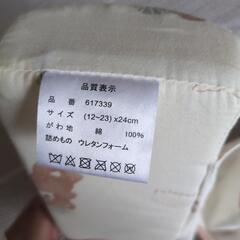 品質表示
品 番 617339
サイズ (12~23)x24cm
がわ地 綿 100%
詰めもの ウレタンフォーム